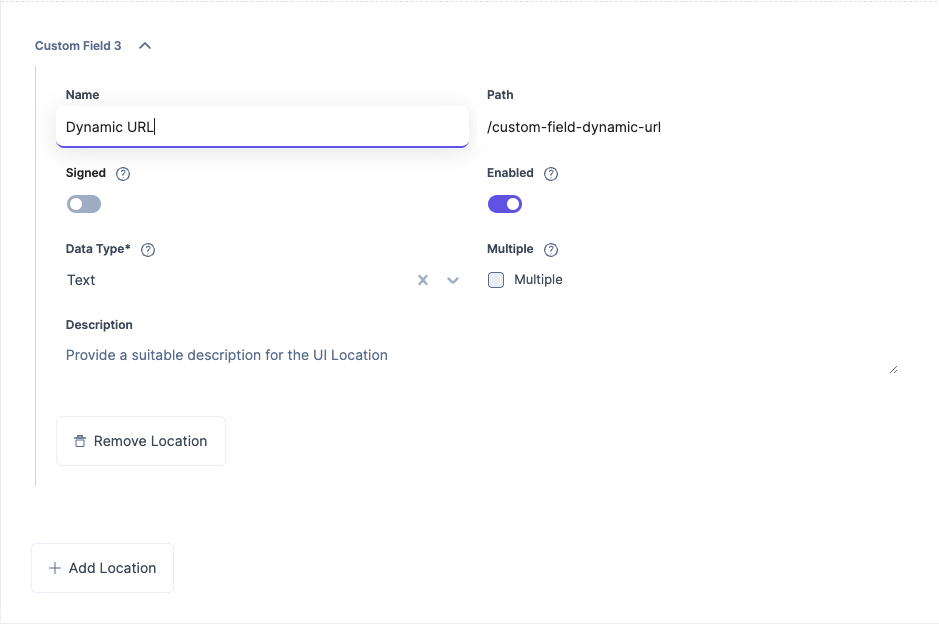 Custom Field 3
Name
Path
Dynamic URL
/custom-field-dynamic-url
Signed ?
Enabled ?
Data Type* ?
Multiple ?
Text
Multiple
Description
Provide a suitable description for the UI Location
Remove Location
Add Location